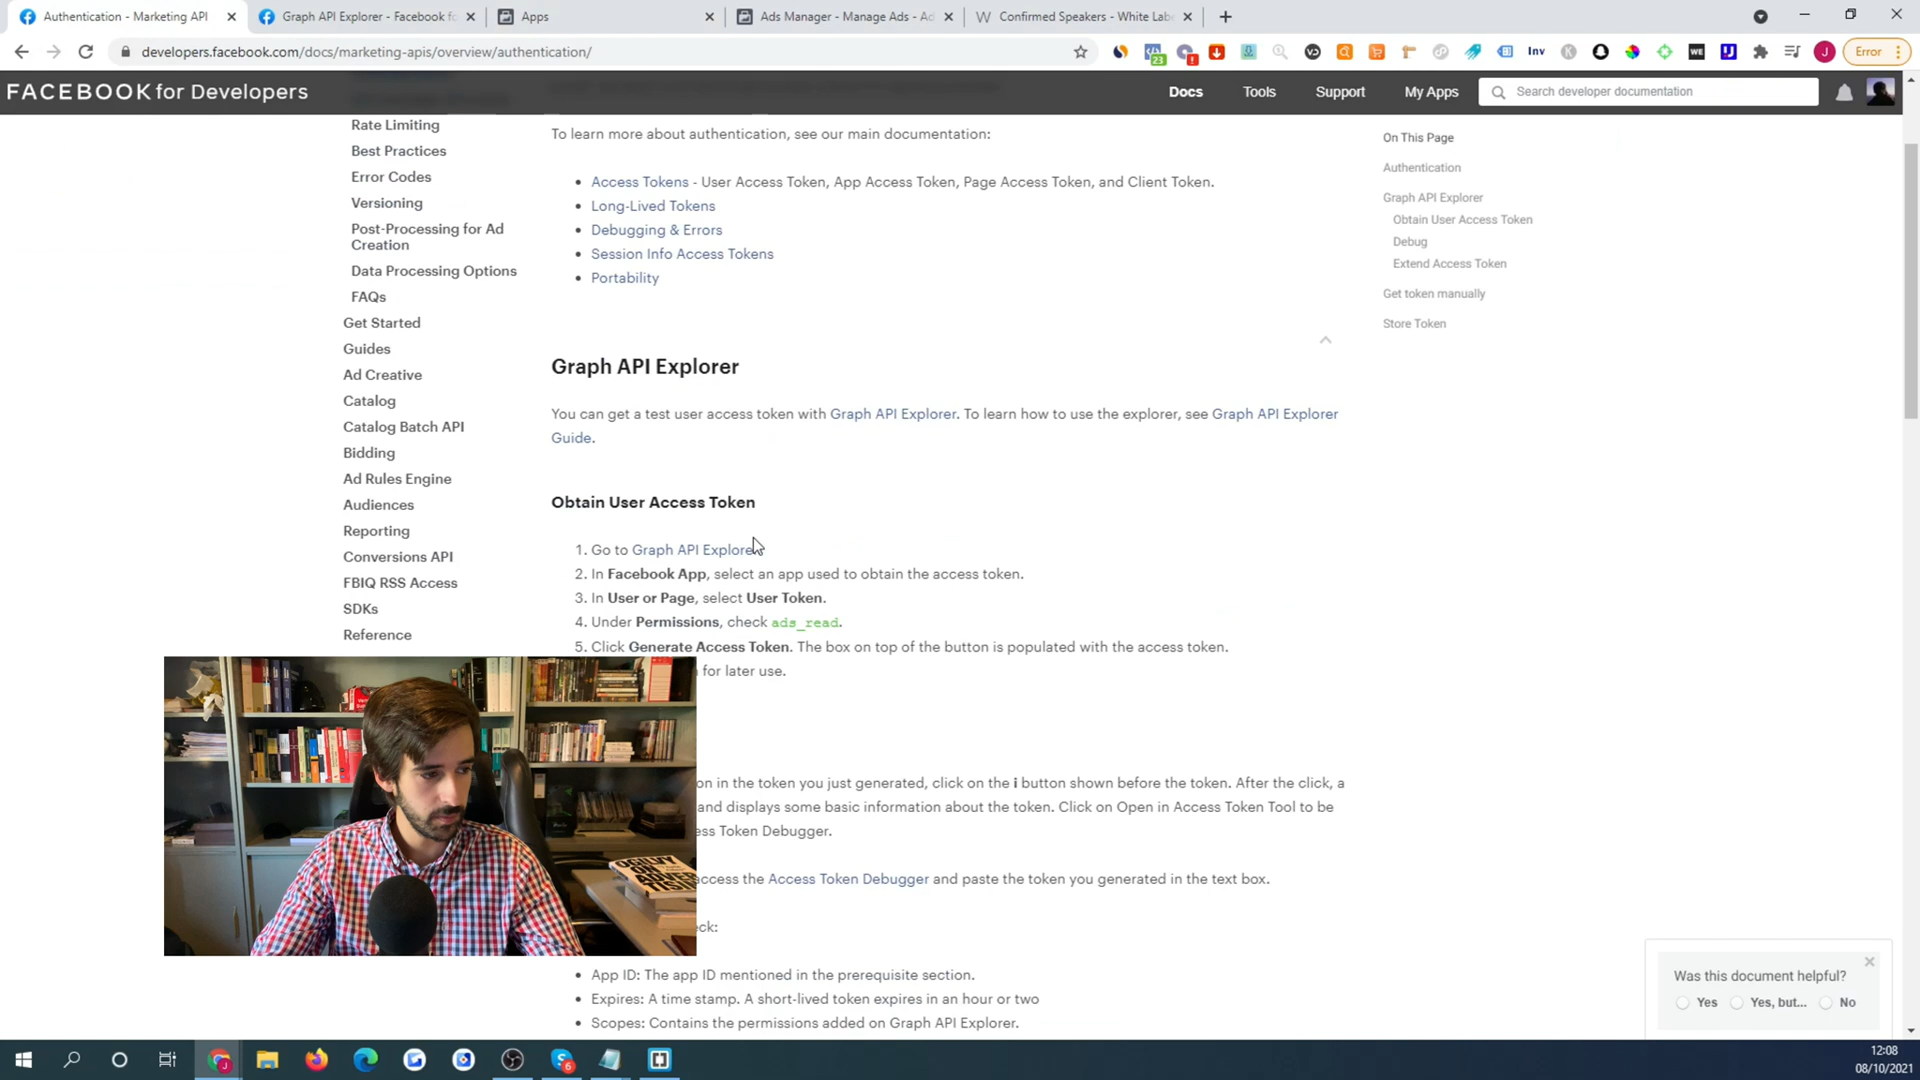 Authentication - Marketing API
Graph API Explorer - Facebook fo
Apps
Ads Manager - Manage Ads - Ad
Confirmed Speakers - White Lab
developers.facebook.com/docs/marketing-apis/overview/authentication/
23
WE
Inv
J
Error
FACEBOOK for Developers
Docs
Tools
Support
My Apps
Search developer documentation
Rate Limiting
Best Practices
Error Codes
Versioning
Post-Processing for Ad
Creation
Data Processing Options
FAQs
Get Started
Guides
Ad Creative
Catalog
Catalog Batch API
Bidding
Ad Rules Engine
Audiences
Reporting
Conversions API
FBIQ RSS Access
SDKs
Reference
To learn more about authentication, see our main documentation:
• Access Tokens - User Access Token, App Access Token, Page Access Token, and Client Token.
• Long-Lived Tokens
• Debugging & Errors
• Session Info Access Tokens
• Portability
Graph API Explorer
You can get a test user access token with Graph API Explorer. To learn how to use the explorer, see Graph API Explorer
Guide.
Obtain User Access Token
1. Go to Graph API Explore
2. In Facebook App, select an app used to obtain the access token.
3. In User or Page, select User Token.
4. Under Permissions, check ads_read.
5. Click Generate Access Token. The box on top of the button is populated with the access token.
for later use.
on in the token you just generated, click on the i button shown before the token. After the click, a
and displays some basic information about the token. Click on Open in Access Token Tool to be
ess Token Debugger.
access the Access Token Debugger and paste the token you generated in the text box.
ck:
• App ID: The app ID mentioned in the prerequisite section.
• Expires: A time stamp. A short-lived token expires in an hour or two
• Scopes: Contains the permissions added on Graph API Explorer.
On This Page
Authentication
Graph API Explorer
Obtain User Access Token
Debug
Extend Access Token
Get token manually
Store Token
OGILVY
ON
Was this document helpful?
Yes
Yes, but...
No
6
12:08
08/10/2021